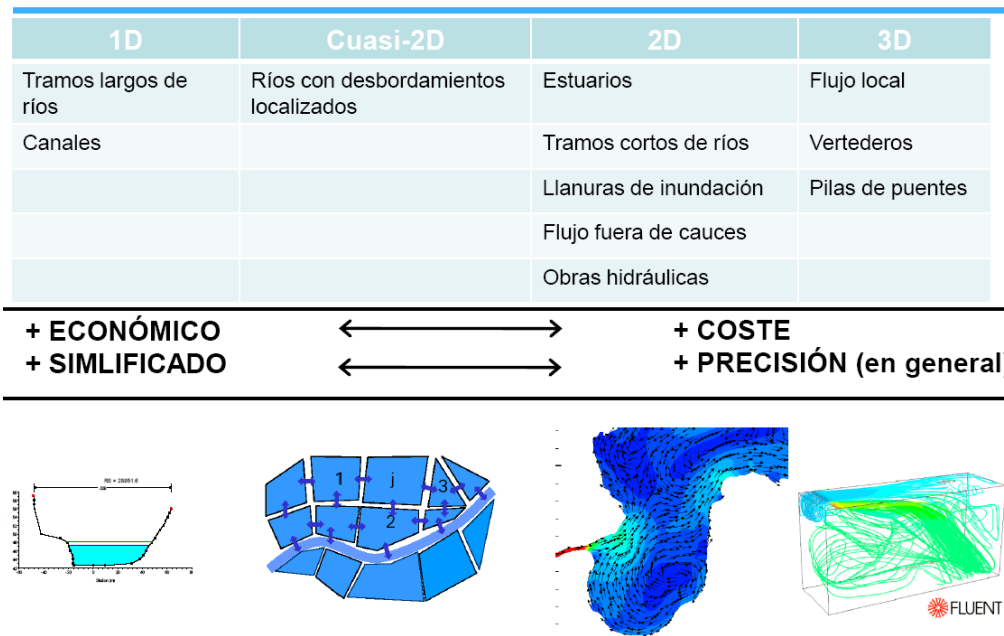 1D Cuasi-2D 2D 3D
Tramos largos de
ríos
Ríos con desbordamientos
localizados
Estuarios
Flujo local
Canales
Tramos cortos de ríos
Vertederos
Llanuras de inundación
Pilas de puentes
Flujo fuera de cauces
Obras hidráulicas
+ ECONÓMICO
+ COSTE
+ SIMLIFICADO
+ PRECISIÓN (en general)
1
j
3
2
FLUENT